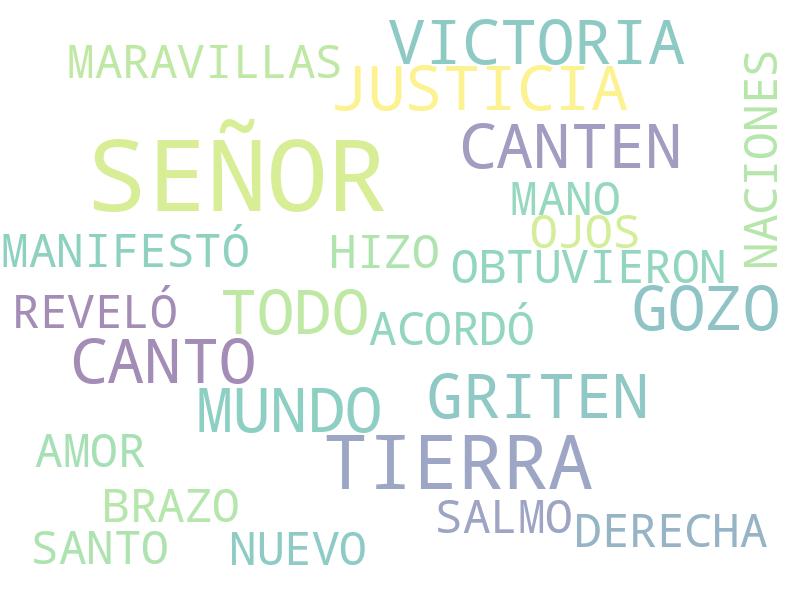 VICTORIA
MARAVILLAS
JUSTICIA
NACIONES
SEÑOR
CANTEN
MANO
OJOS
MANIFESTÓ
HIZO
OBTUVIERON
REVELÓ
TODO
ACORDÓ
GOZO
CANTO
MUNDO
GRITEN
AMOR
TIERRA
BRAZO
SALMO
DERECHA
SANTO
NUEVO